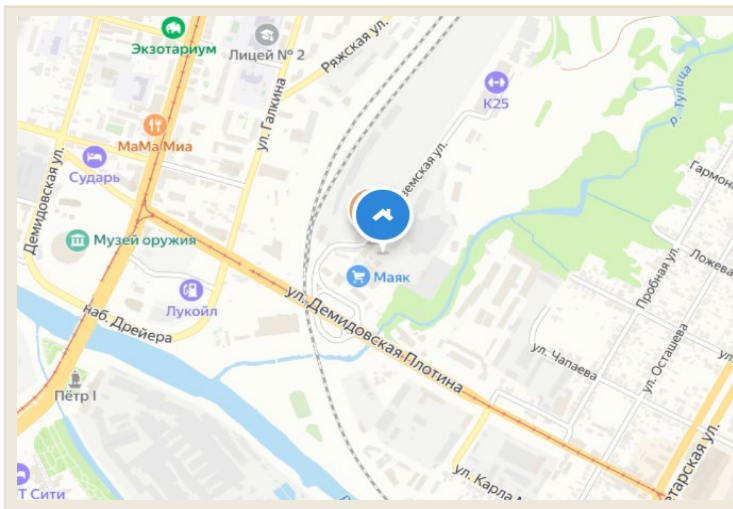 Экзотариум
Лицей № 2
Ряжская ул.
ул. Галкина
К25
р. Тулица
МаМа Миа
Сударь
Демидовская ул.
Музей оружия
Лукойл
наб. Дрейера
Маяк
ул. Демидовская Плотина
Пробная ул.
ул. Чапаева
ул. Осташева
Пётр I
ул. Карла
Т Сити